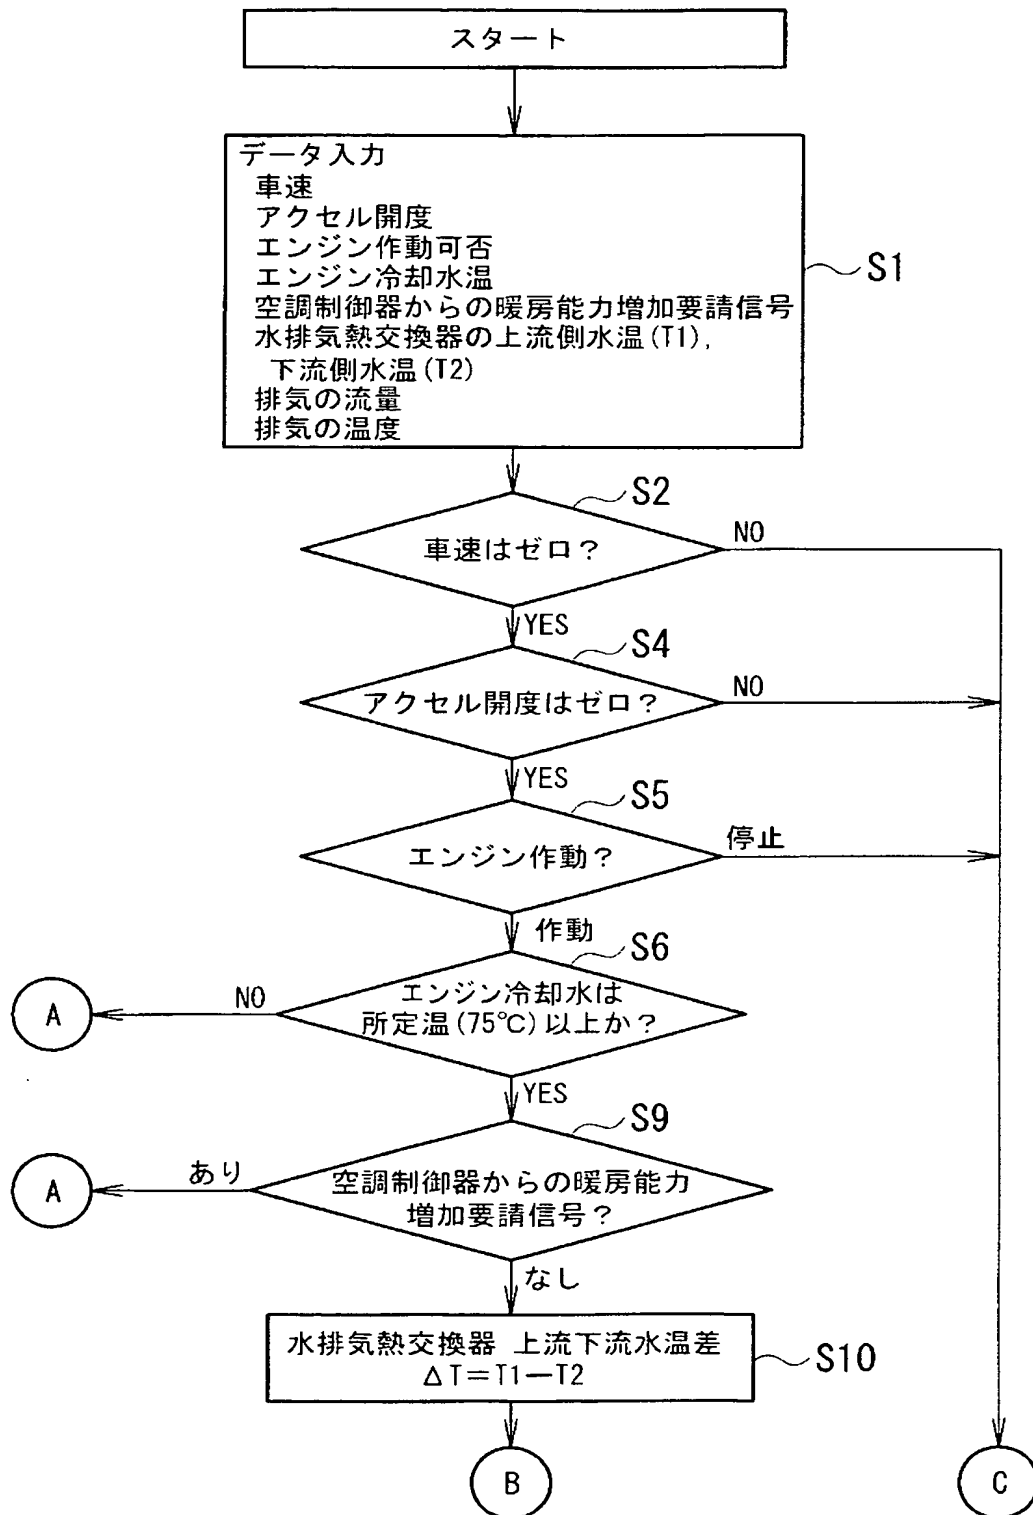 スタート
データ入力
車速
アクセル開度
エンジン作動可否
エンジン冷却水温
空調制御器からの暖房能力増加要請信号
水排気熱交換器の上流側水温(T1),
下流側水温(T2)
排気の流量
排気の温度
S1
S2
車速はゼロ?
NO
YES
S4
アクセル開度はゼロ?
NO
YES
S5
エンジン作動?
停止
作動
S6
エンジン冷却水は
所定温(75℃)以上か?
NO
A
YES
S9
空調制御器からの暖房能力
増加要請信号?
あり
A
なし
水排気熱交換器 上流下流水温差
ΔT=T1—T2
S10
B
C